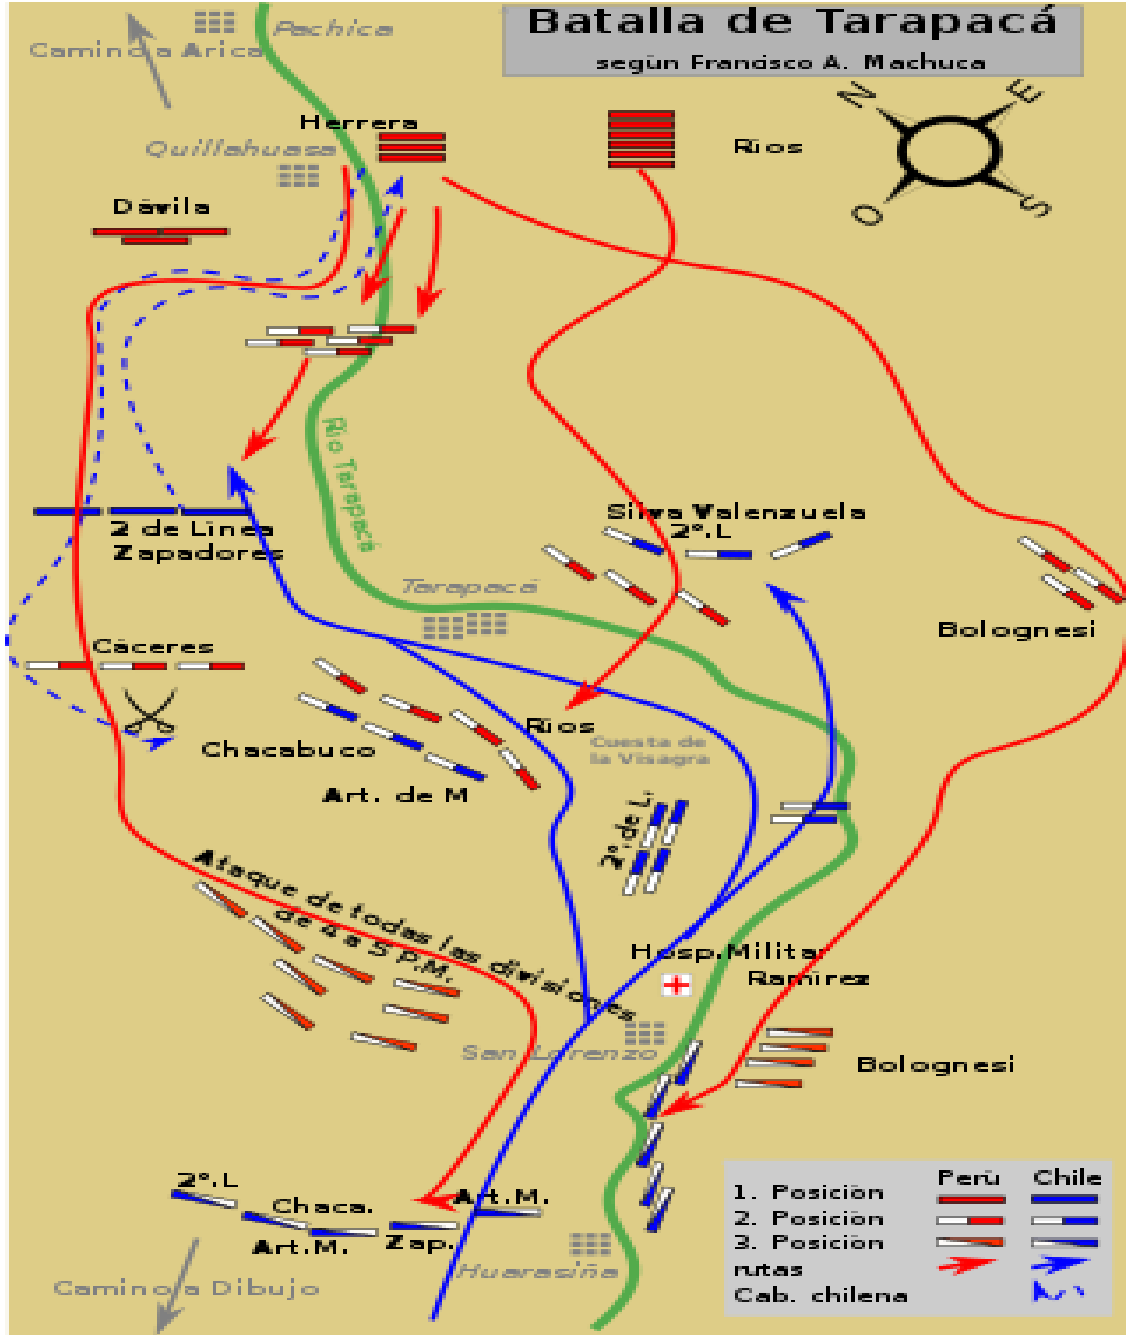 Batalla de Tarapacá
según Francisco A. Machuca
Pachica
Camino a Arica
N
E
O
S
Herrera
Quillahuasa
Ríos
Dávila
Río Tarapacá
2 de Línea
Zapadores
Silva Valenzuela
2º.L
Tarapacá
Bolognesi
Cáceres
Ríos
Chacabuco
Cuesta de
la Visagra
Art. de M
2º.de L.
Ataque de todas las divisiones
de 4 a 5 p.M.
Hosp.Militar
Ramírez
San Lorenzo
Bolognesi
2º.L
Chaca.
Art.M.
Art.M.
Zap.
Huarasiña
Camino a Dibujo
Perú Chile
1. Posición
2. Posición
3. Posición
rutas
Cab. chilena